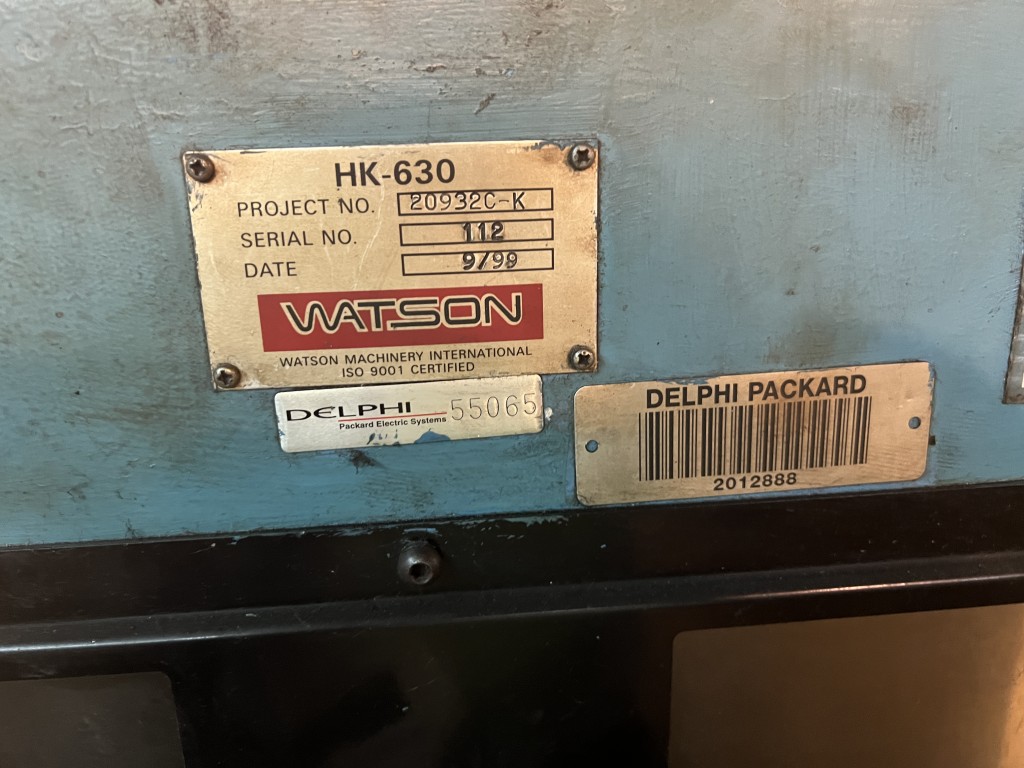 HK-630
PROJECT NO. 20932C-K
SERIAL NO. 112
DATE 9/99
WATSON
WATSON MACHINERY INTERNATIONAL
ISO 9001 CERTIFIED
DELPHI 55065
Packard Electric Systems
DELPHI PACKARD
2012888